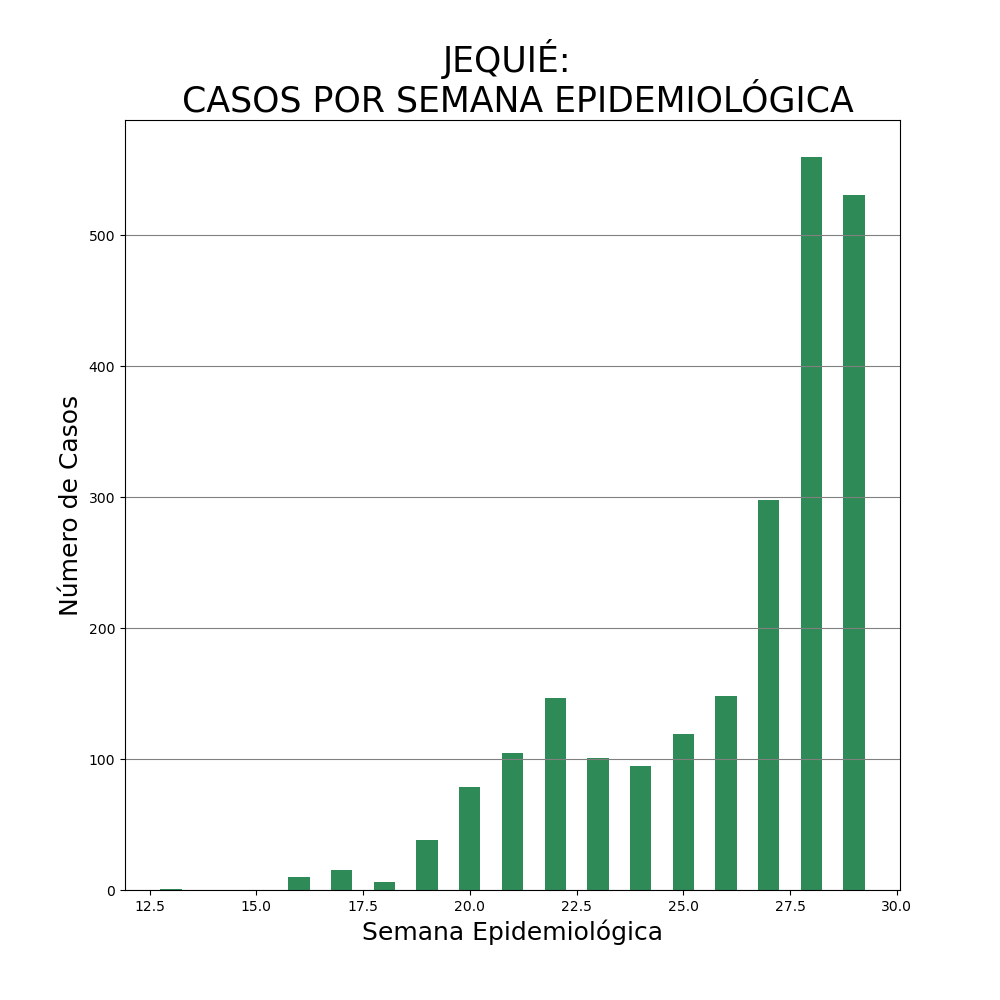 JEQUIÉ:
CASOS POR SEMANA EPIDEMIOLÓGICA
Número de Casos
500
400
300
200
100
0
12.5 15.0 17.5 20.0 22.5 25.0 27.5 30.0
Semana Epidemiológica